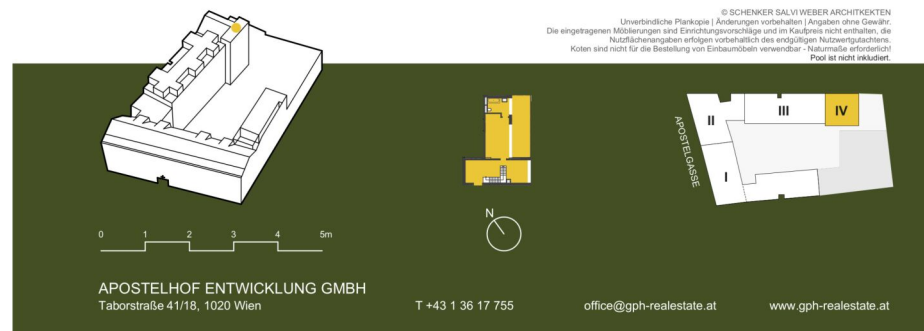 © SCHENKER SALVI WEBER ARCHITKEKTEN
Unverbindliche Plankopie | Änderungen vorbehalten | Angaben ohne Gewähr.
Die eingetragenen Möblierungen sind Einrichtungsvorschläge und im Kaufpreis nicht enthalten, die
Nutzflächenangaben erfolgen vorbehaltlich des endgültigen Nutzwertgutachtens.
Koten sind nicht für die Bestellung von Einbaumöbeln verwendbar - Naturmaße erforderlich!
Pool ist nicht inkludiert.
II
III
IV
I
APOSTELGASSE
N
0 1 2 3 4 5m
APOSTELHOF ENTWICKLUNG GMBH
Taborstraße 41/18, 1020 Wien
T +43 1 36 17 755
office@gph-realestate.at
www.gph-realestate.at